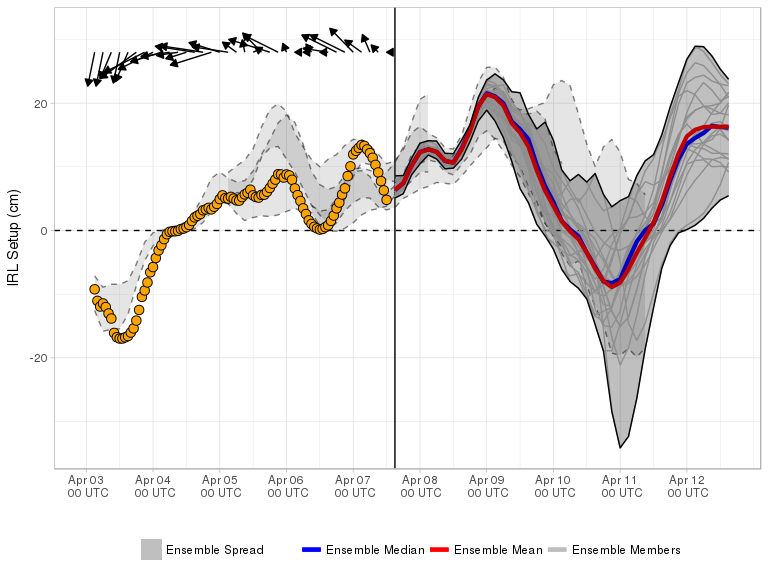 IRL Setup (cm)
20
0
-20
Apr 03 Apr 04 Apr 05 Apr 06 Apr 07 Apr 08 Apr 09 Apr 10 Apr 11 Apr 12
00 UTC 00 UTC 00 UTC 00 UTC 00 UTC 00 UTC 00 UTC 00 UTC 00 UTC 00 UTC
Ensemble Spread Ensemble Median Ensemble Mean Ensemble Members